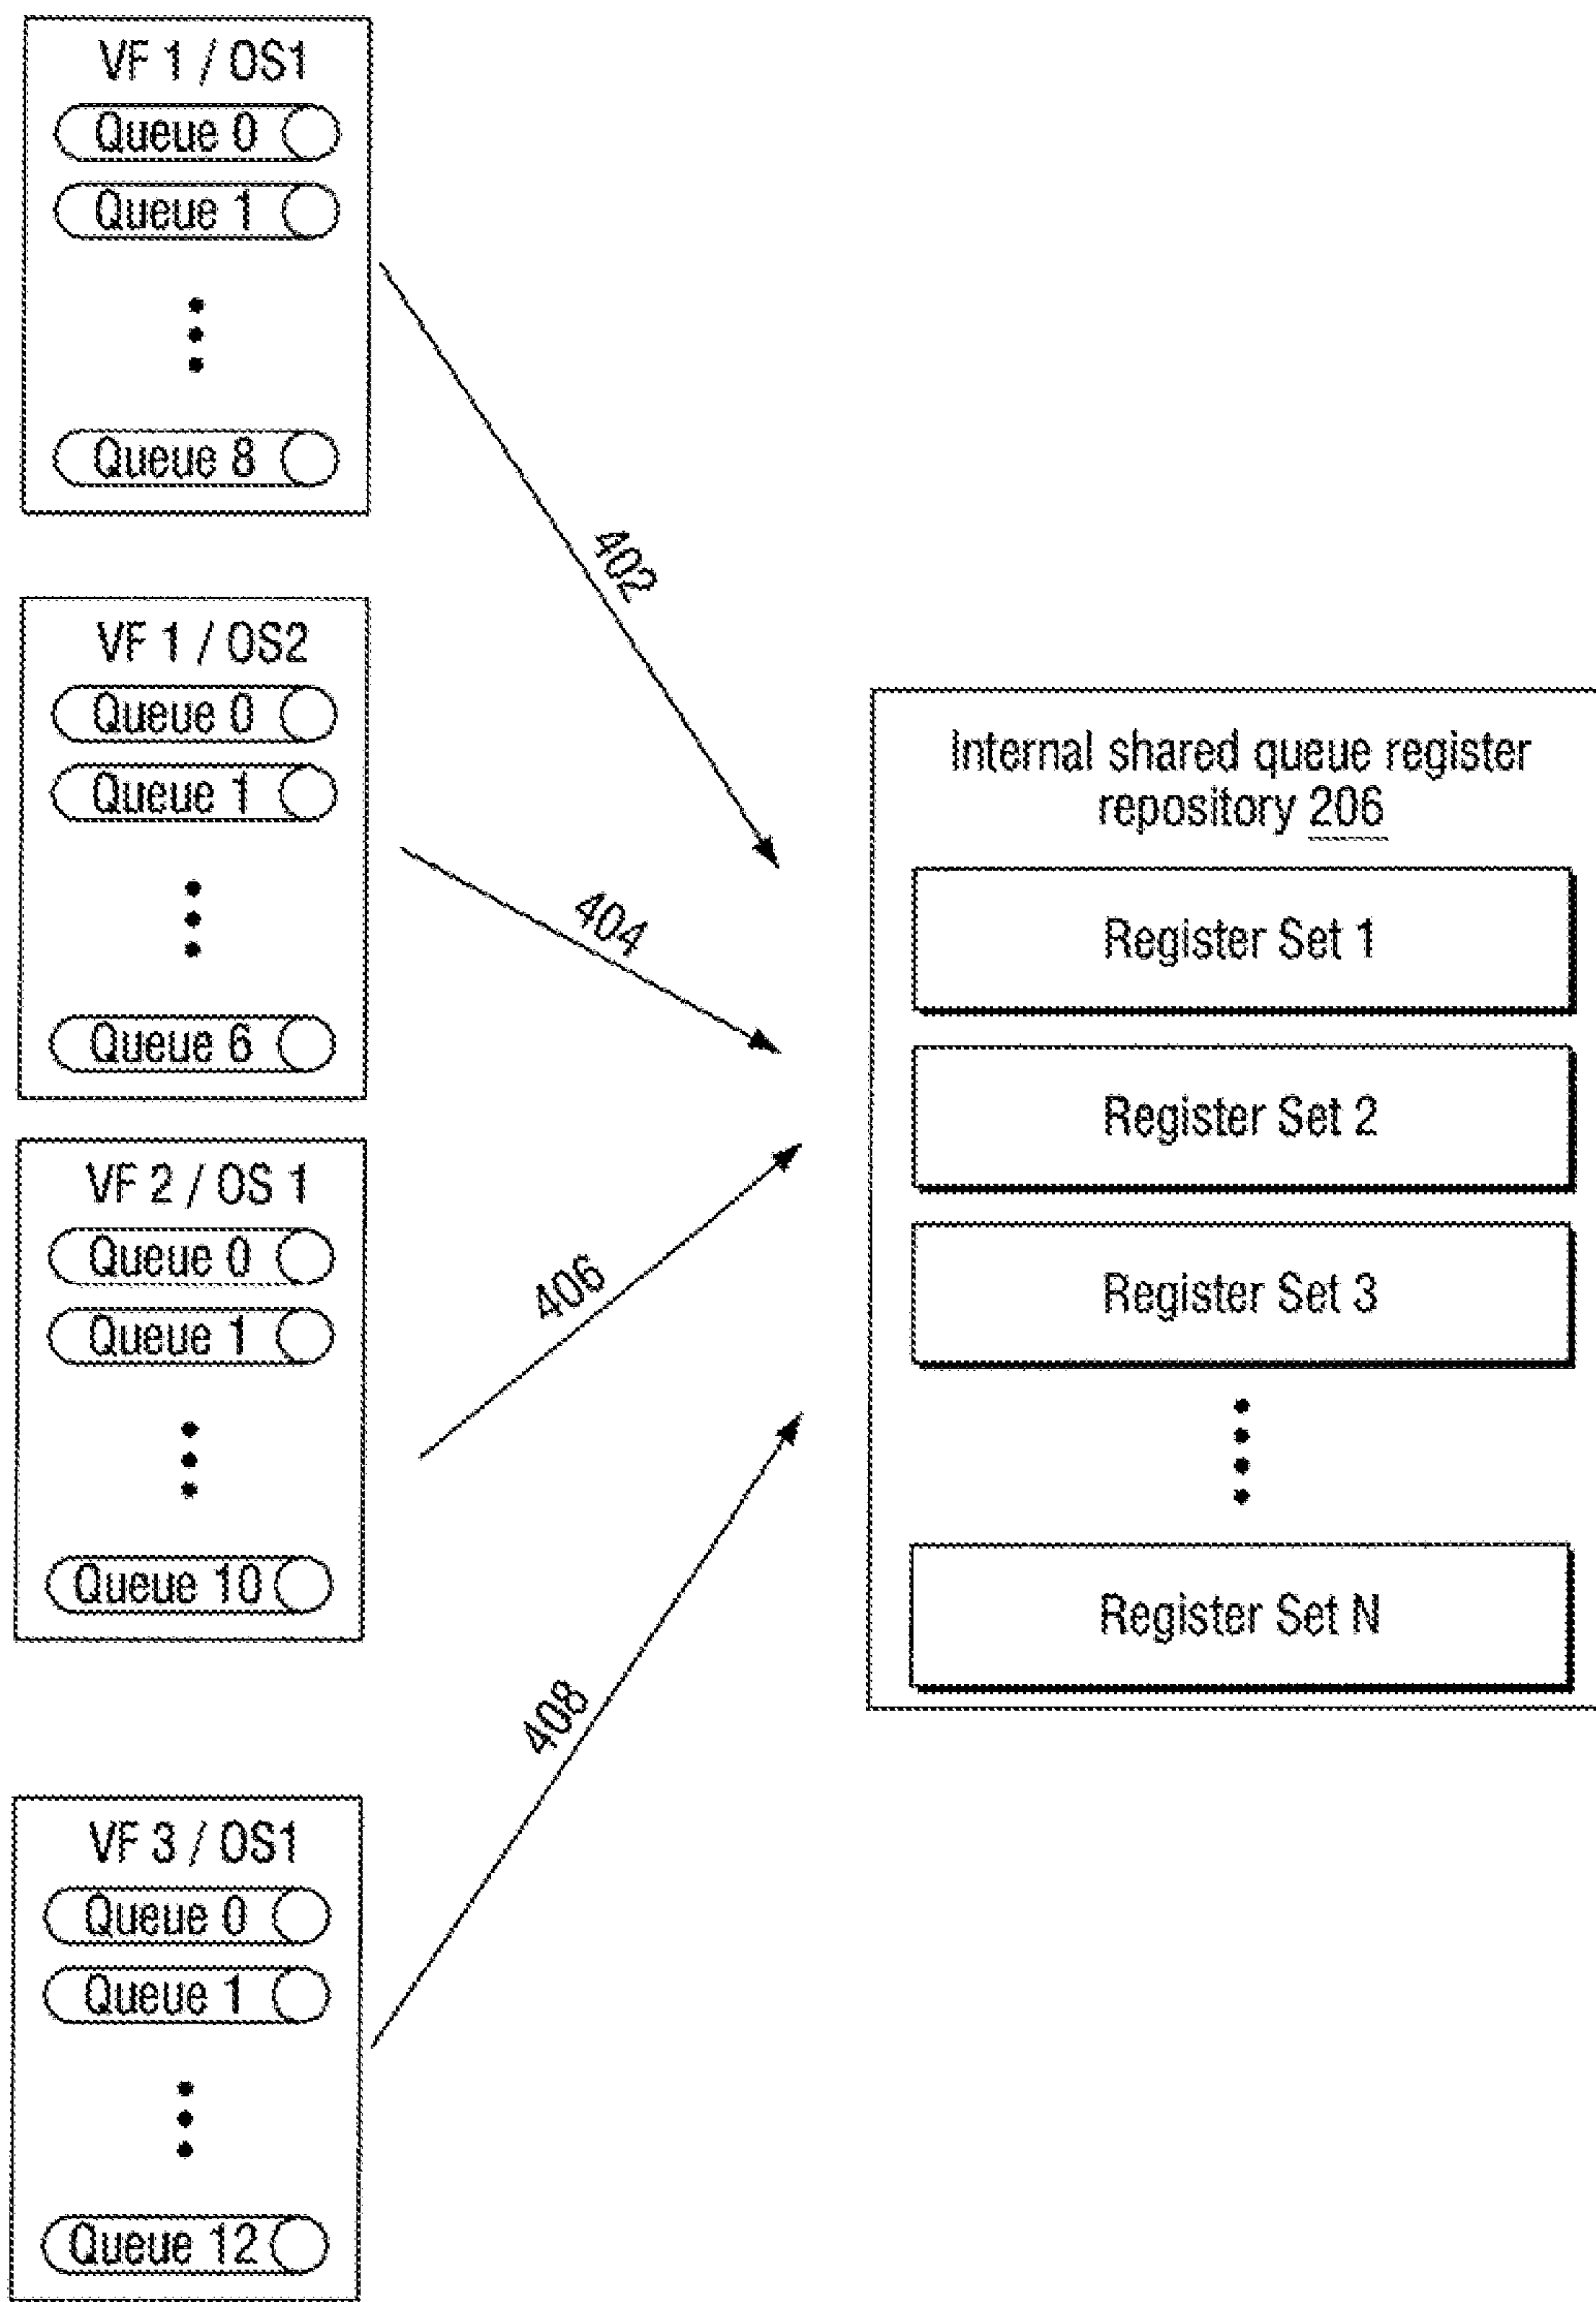 VF 1 / OS1
Queue 0
Queue 1
Queue 8
402
VF 1 / OS2
Queue 0
Queue 1
Queue 6
404
VF 2 / OS 1
Queue 0
Queue 1
Queue 10
406
VF 3 / OS1
Queue 0
Queue 1
Queue 12
408
Internal shared queue register
repository 206
Register Set 1
Register Set 2
Register Set 3
Register Set N